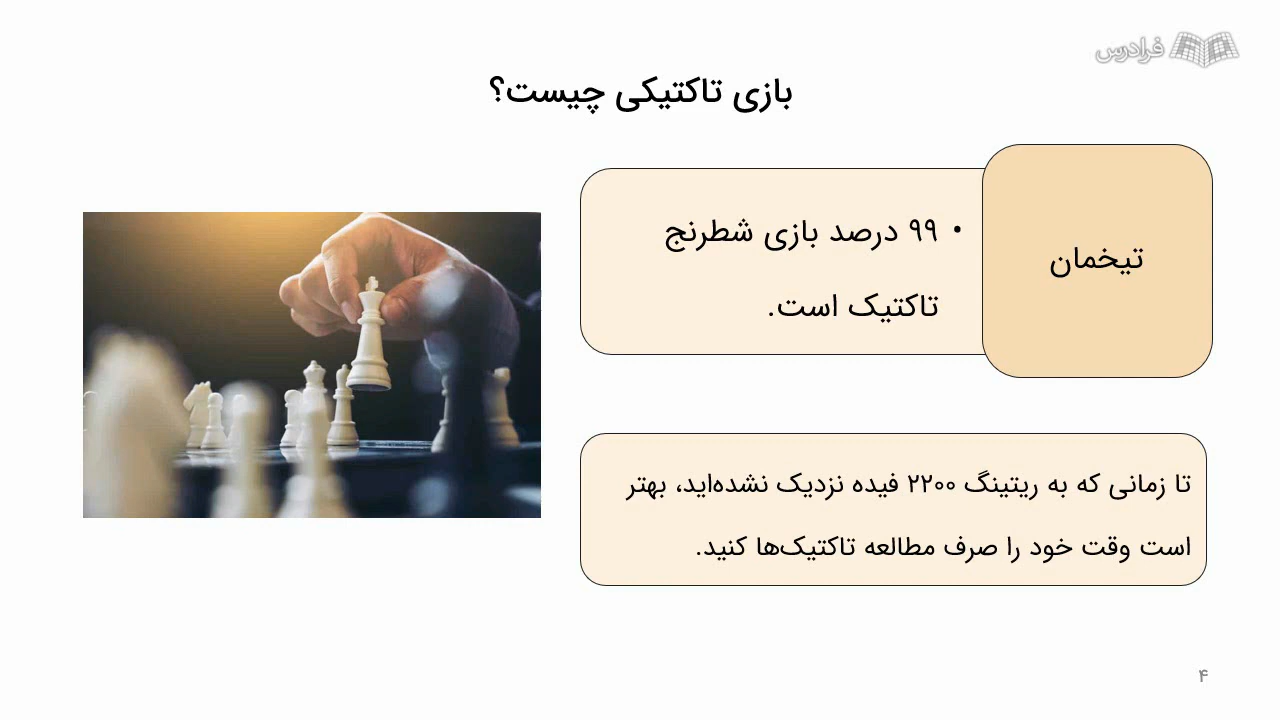 فرادرس
بازی تاکتیکی چیست؟
تیخمان
• ۹۹ درصد بازی شطرنج
تاکتیک است.
تا زمانی که به ریتینگ ۲۲۰۰ فیده نزدیک نشده‌اید، بهتر
است وقت خود را صرف مطالعه تاکتیک‌ها کنید.
۴